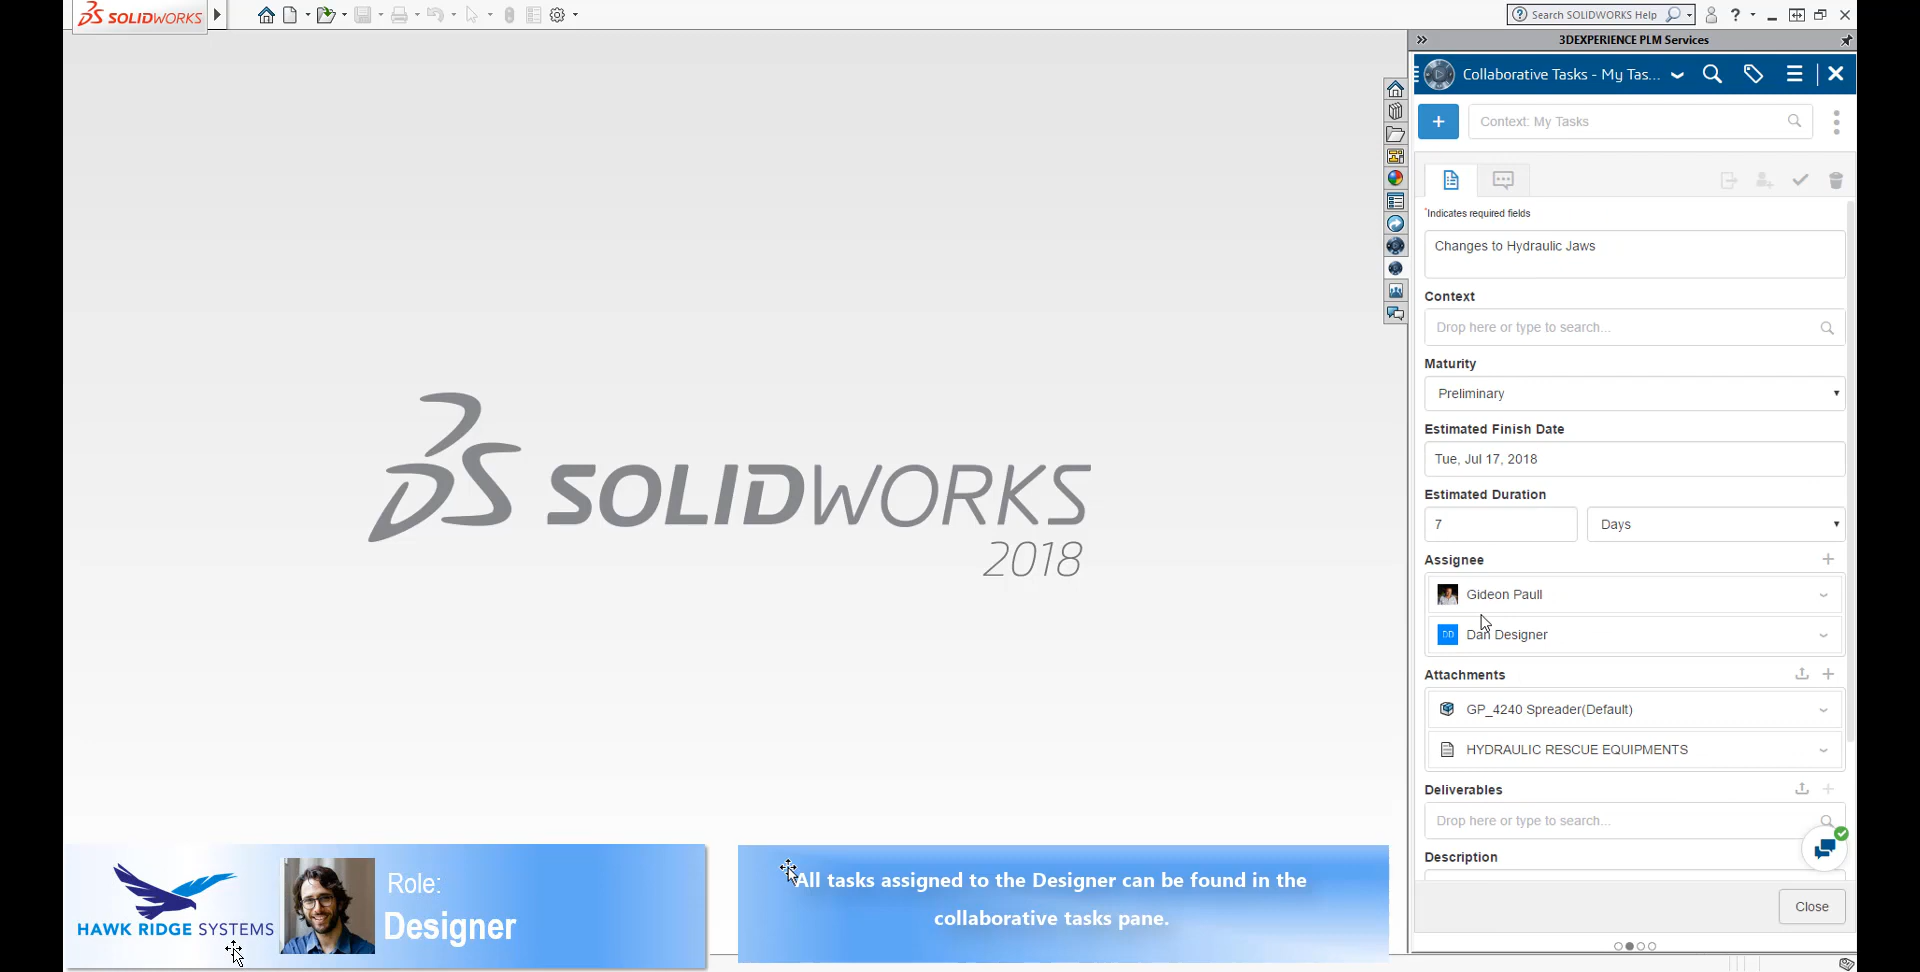 SOLIDWORKS
Search SOLIDWORKS Help
?
3DEXPERIENCE PLM Services
Collaborative Tasks - My Tas...
+
Context: My Tasks
*Indicates required fields
Changes to Hydraulic Jaws
Context
Drop here or type to search...
Maturity
Preliminary
Estimated Finish Date
Tue, Jul 17, 2018
Estimated Duration
7
Days
Assignee
Gideon Paull
DD
Dan Designer
Attachments
GP_4240 Spreader(Default)
HYDRAULIC RESCUE EQUIPMENTS
Deliverables
Drop here or type to search...
Description
Close
SOLIDWORKS
2018
HAWK RIDGE SYSTEMS
Role:
Designer
All tasks assigned to the Designer can be found in the
collaborative tasks pane.